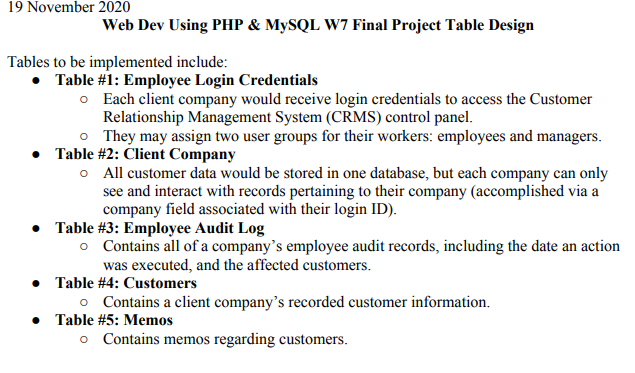 19 November 2020
Web Dev Using PHP & MySQL W7 Final Project Table Design
Tables to be implemented include:
● Table #1: Employee Login Credentials
○ Each client company would receive login credentials to access the Customer
Relationship Management System (CRMS) control panel.
○ They may assign two user groups for their workers: employees and managers.
● Table #2: Client Company
○ All customer data would be stored in one database, but each company can only
see and interact with records pertaining to their company (accomplished via a
company field associated with their login ID).
● Table #3: Employee Audit Log
○ Contains all of a company’s employee audit records, including the date an action
was executed, and the affected customers.
● Table #4: Customers
○ Contains a client company’s recorded customer information.
● Table #5: Memos
○ Contains memos regarding customers.